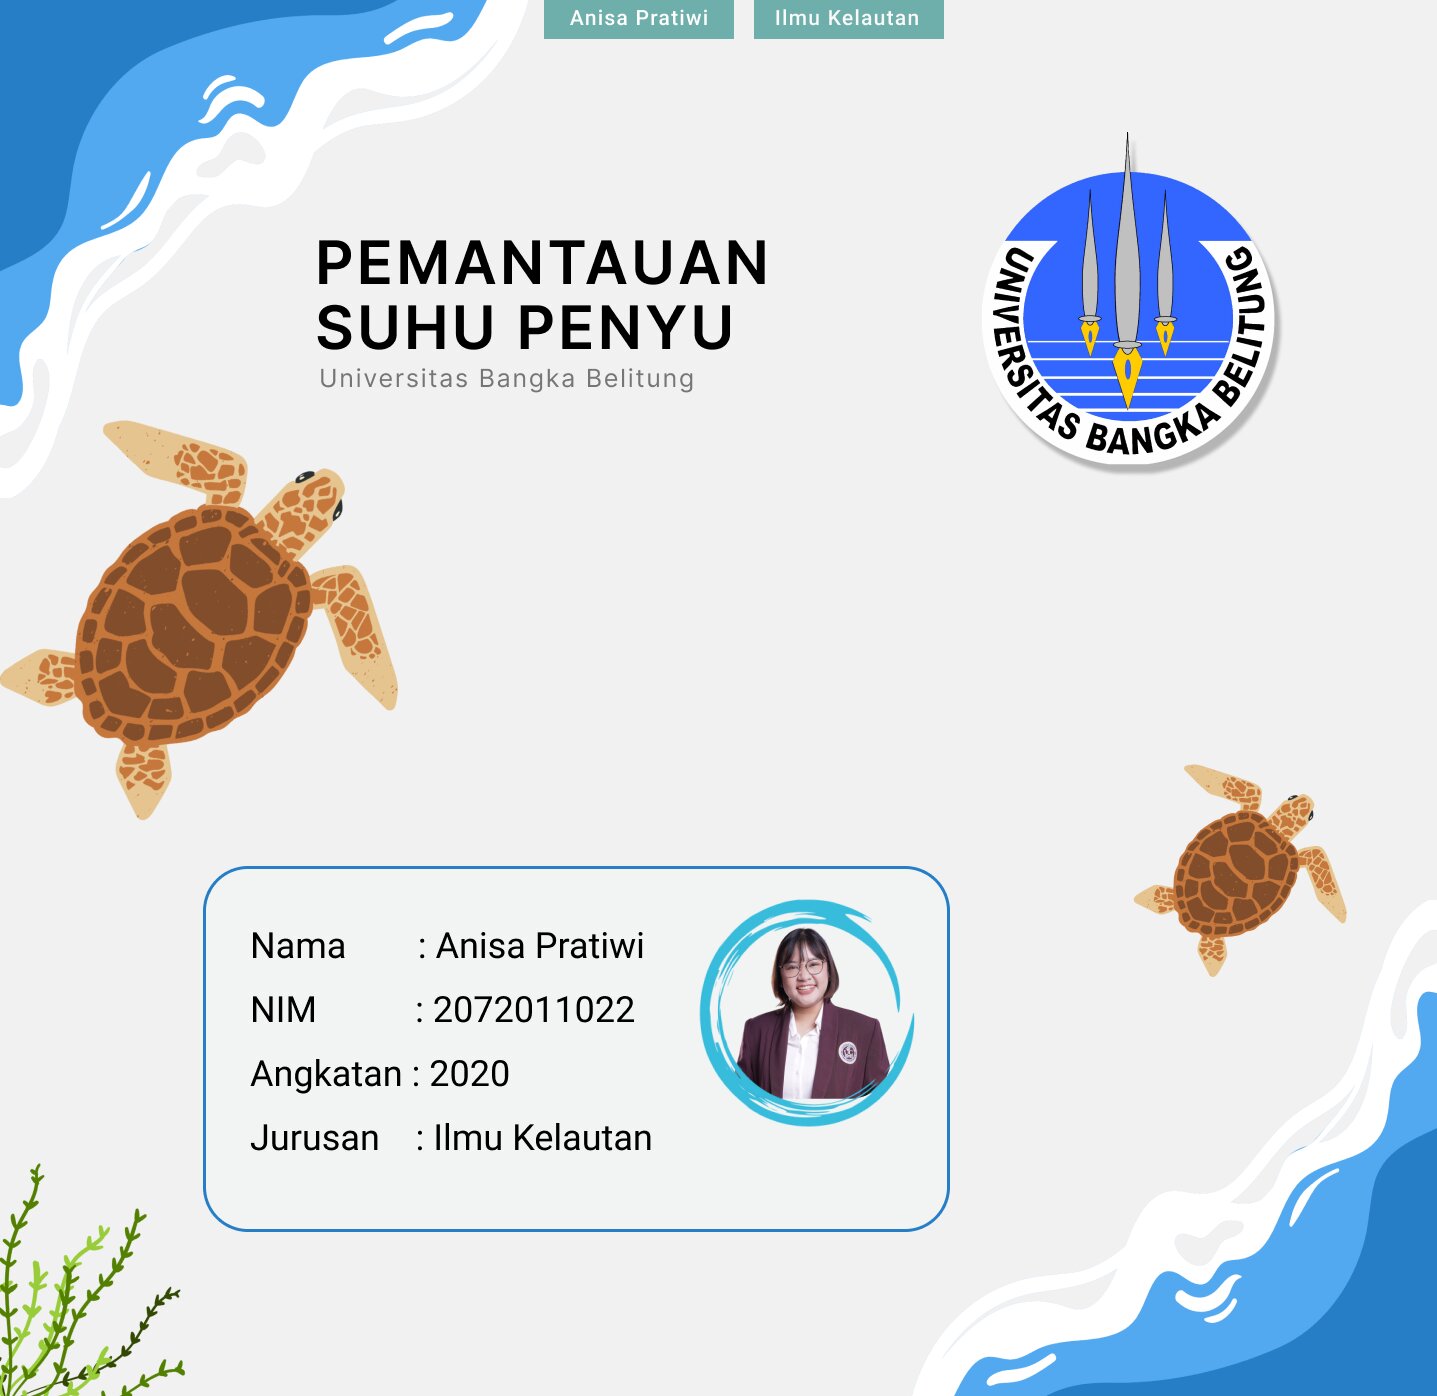 Anisa Pratiwi
Ilmu Kelautan
PEMANTAUAN
SUHU PENYU
Universitas Bangka Belitung
UNIVERSITAS BANGKA BELITUNG
Nama : Anisa Pratiwi
NIM : 2072011022
Angkatan : 2020
Jurusan : Ilmu Kelautan